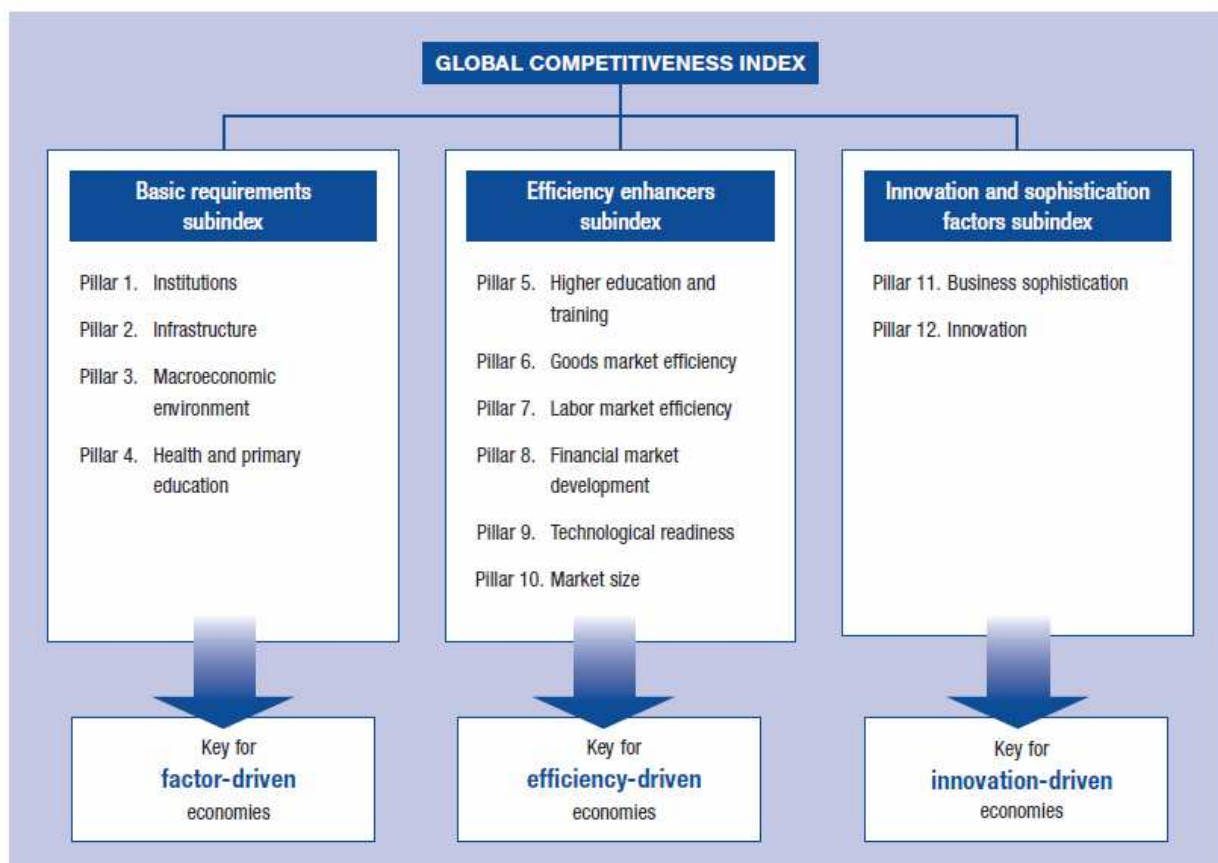 GLOBAL COMPETITIVENESS INDEX
Basic requirements
subindex
Pillar 1. Institutions
Pillar 2. Infrastructure
Pillar 3. Macroeconomic
environment
Pillar 4. Health and primary
education
Key for
factor-driven
economies
Efficiency enhancers
subindex
Pillar 5. Higher education and
training
Pillar 6. Goods market efficiency
Pillar 7. Labor market efficiency
Pillar 8. Financial market
development
Pillar 9. Technological readiness
Pillar 10. Market size
Key for
efficiency-driven
economies
Innovation and sophistication
factors subindex
Pillar 11. Business sophistication
Pillar 12. Innovation
Key for
innovation-driven
economies